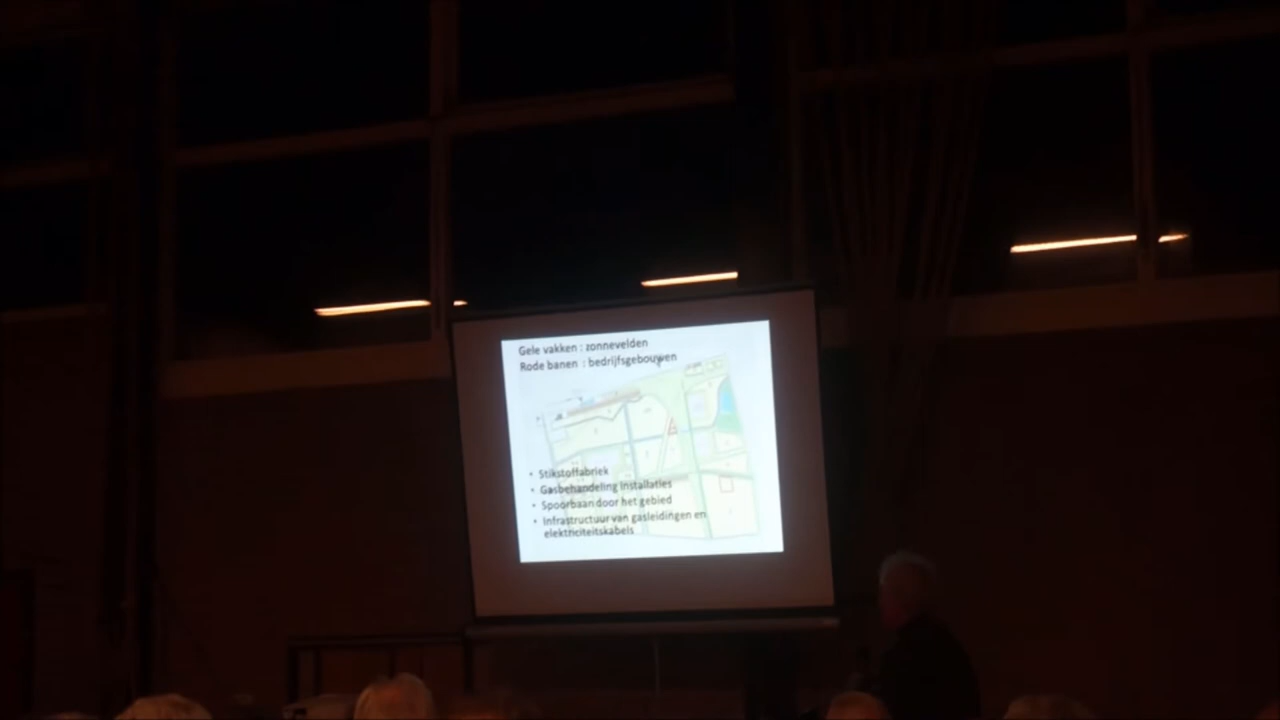 Gele vakken : zonnevelden
Rode banen : bedrijfsgebouwen
• Stikstoffabriek
• Gasbehandeling Installaties
• Spoorbaan door het gebied
• Infrastructuur van gasleidingen en
elektriciteitskabels